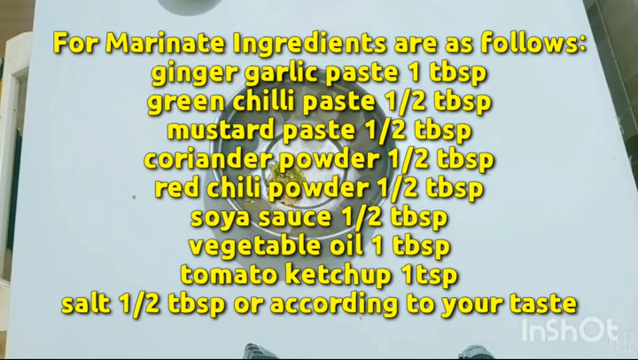 For Marinate Ingredients are as follows:
ginger garlic paste 1 tbsp
green chilli paste 1/2 tbsp
mustard paste 1/2 tbsp
coriander powder 1/2 tbsp
red chili powder 1/2 tbsp
soya sauce 1/2 tbsp
vegetable oil 1 tbsp
tomato ketchup 1tsp
salt 1/2 tbsp or according to your taste
InShOt